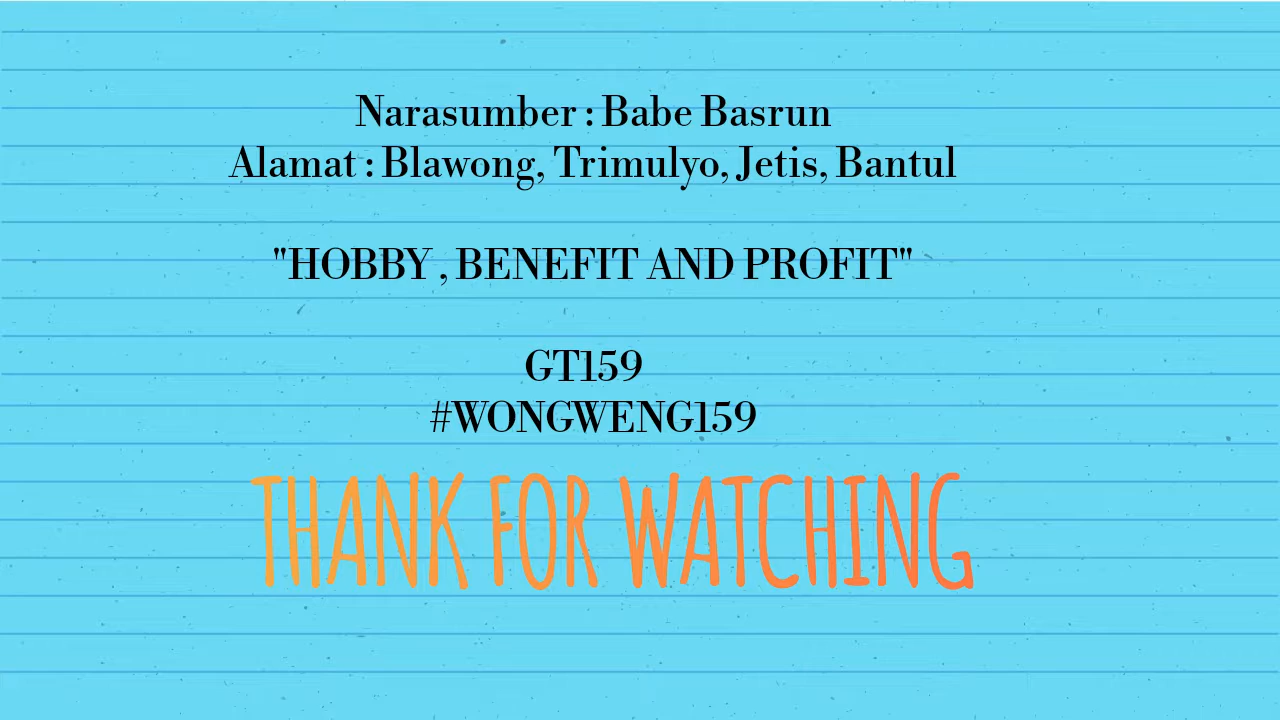 Narasumber : Babe Basrun
Alamat : Blawong, Trimulyo, Jetis, Bantul
"HOBBY , BENEFIT AND PROFIT"
GT159
#WONGWENG159
THANK FOR WATCHING